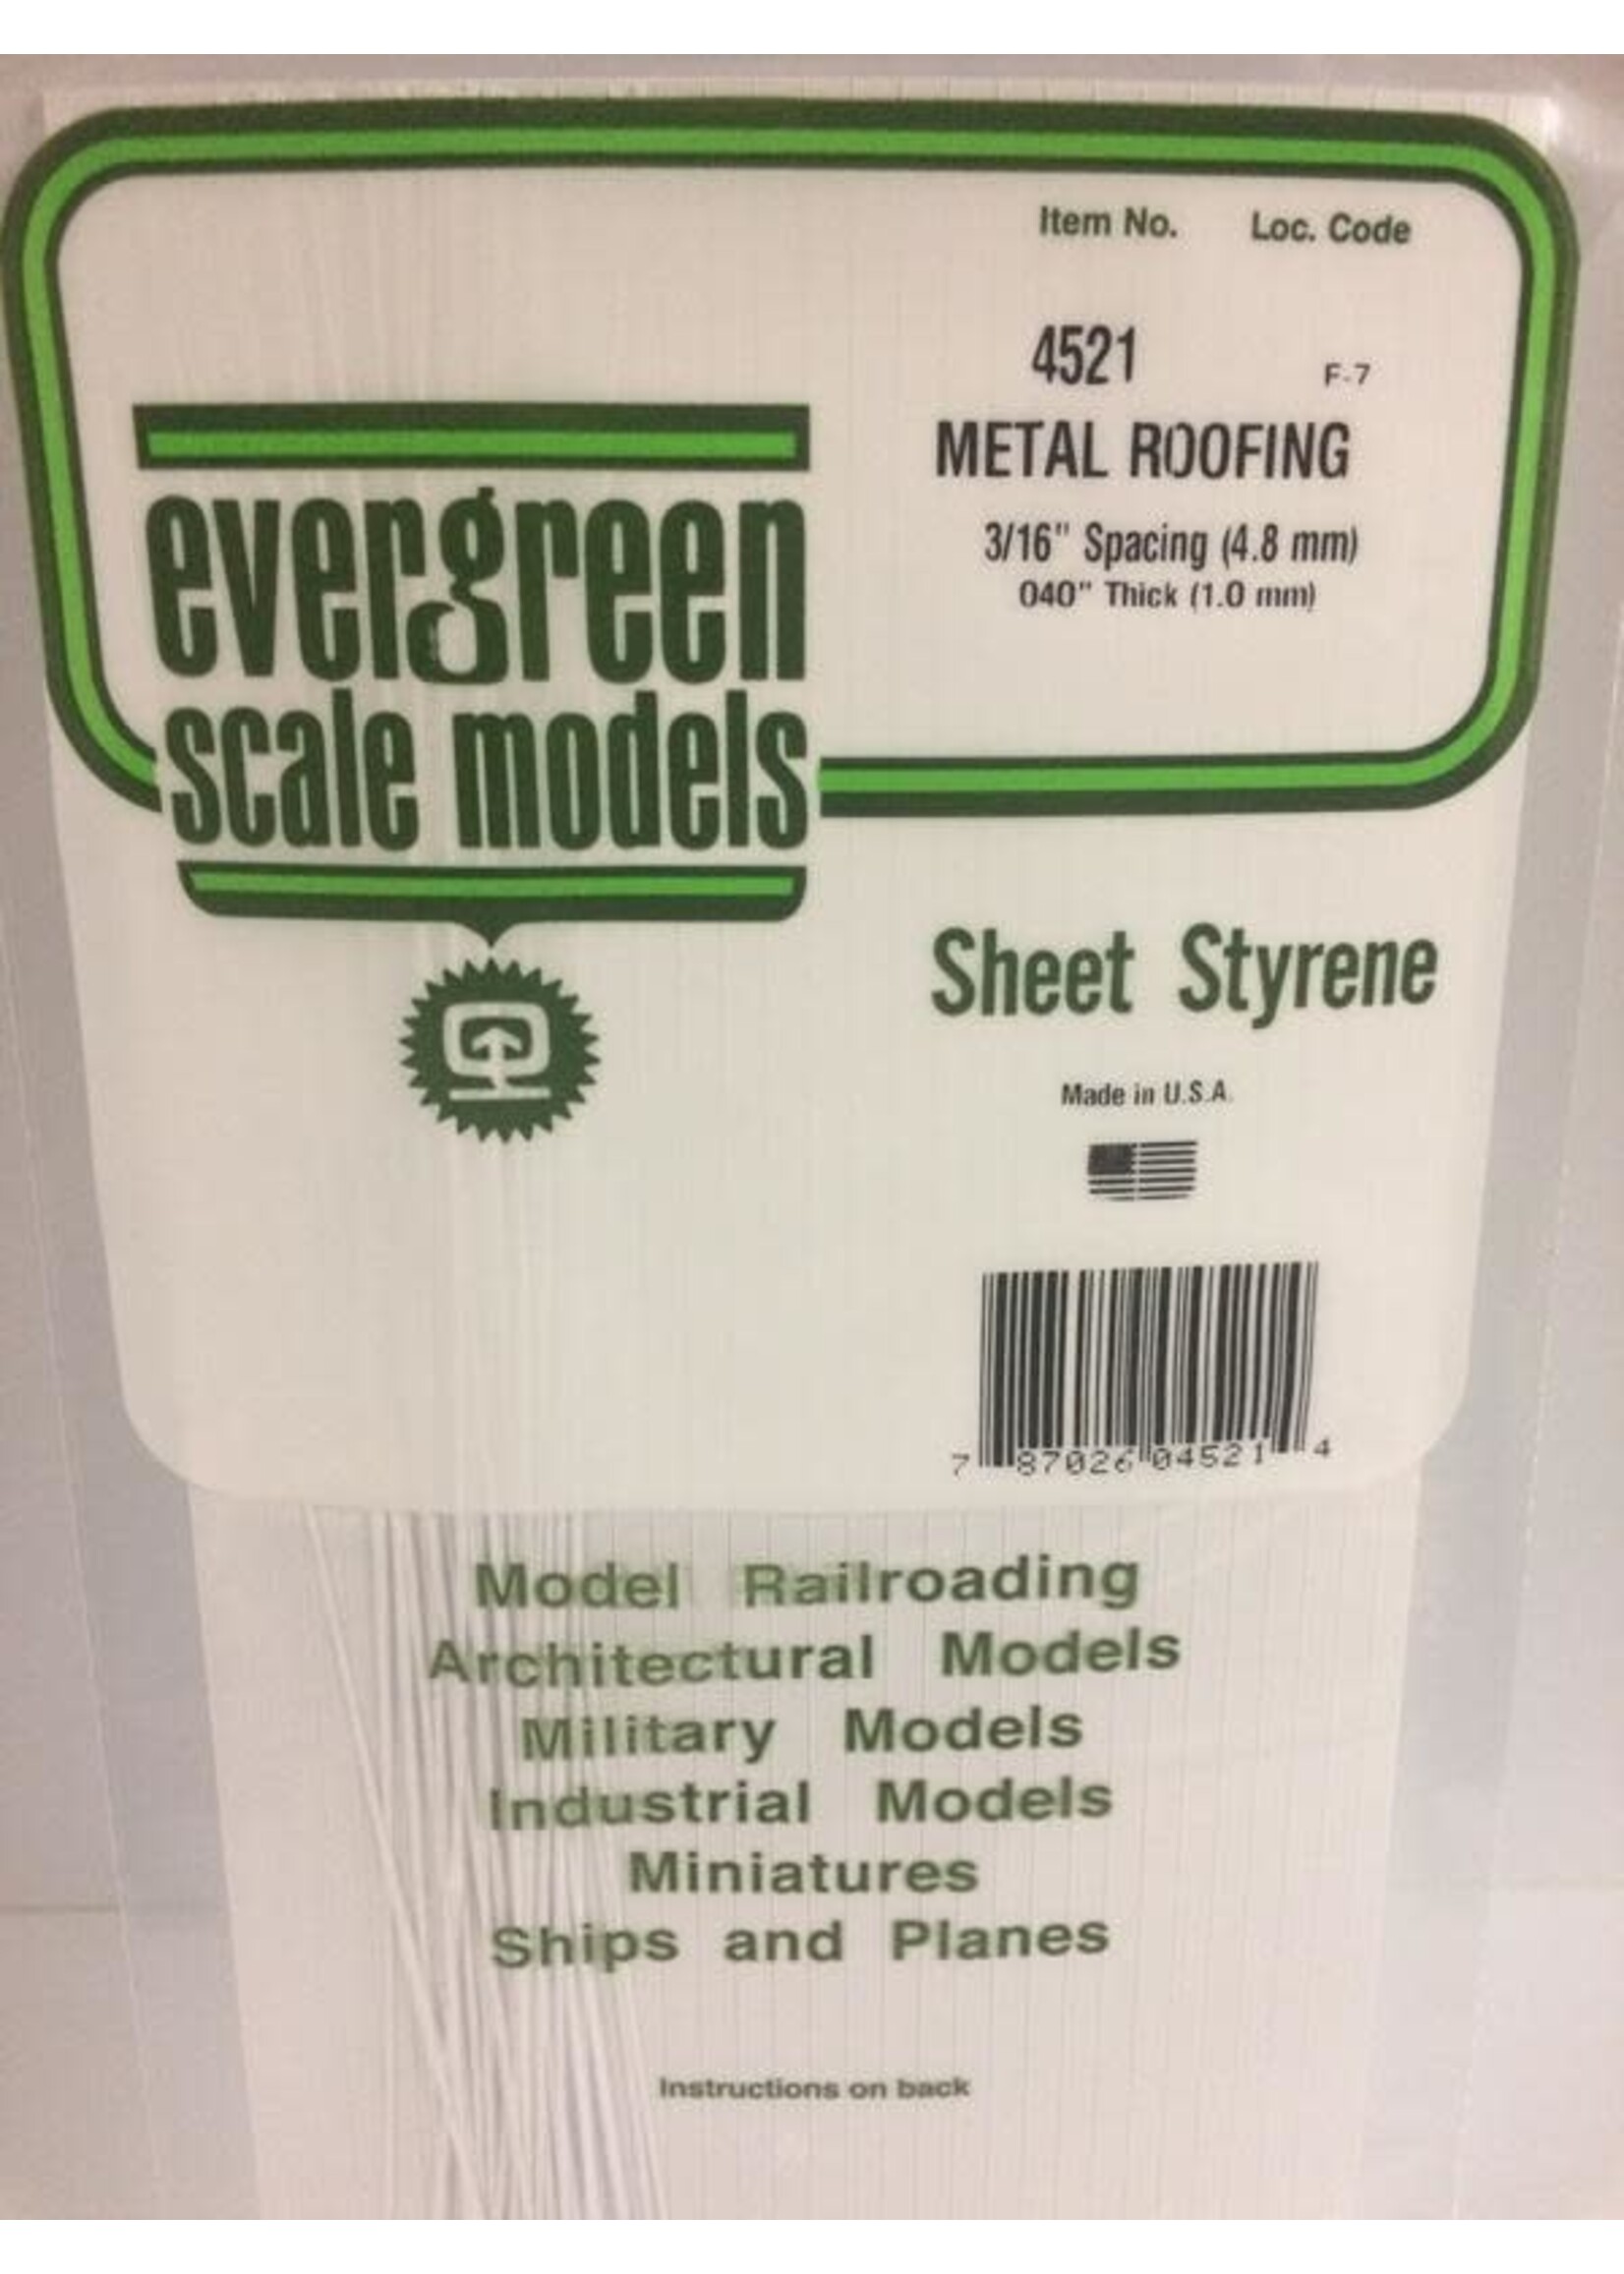 Item No. Loc. Code
4521 F-7
METAL ROOFING
3/16" Spacing (4.8 mm)
040" Thick (1.0 mm)
evergreen
scale models
Sheet Styrene
Made in U.S.A.
7 87026 04521 4
Model Railroading
Architectural Models
Military Models
Industrial Models
Miniatures
Ships and Planes
Instructions on back